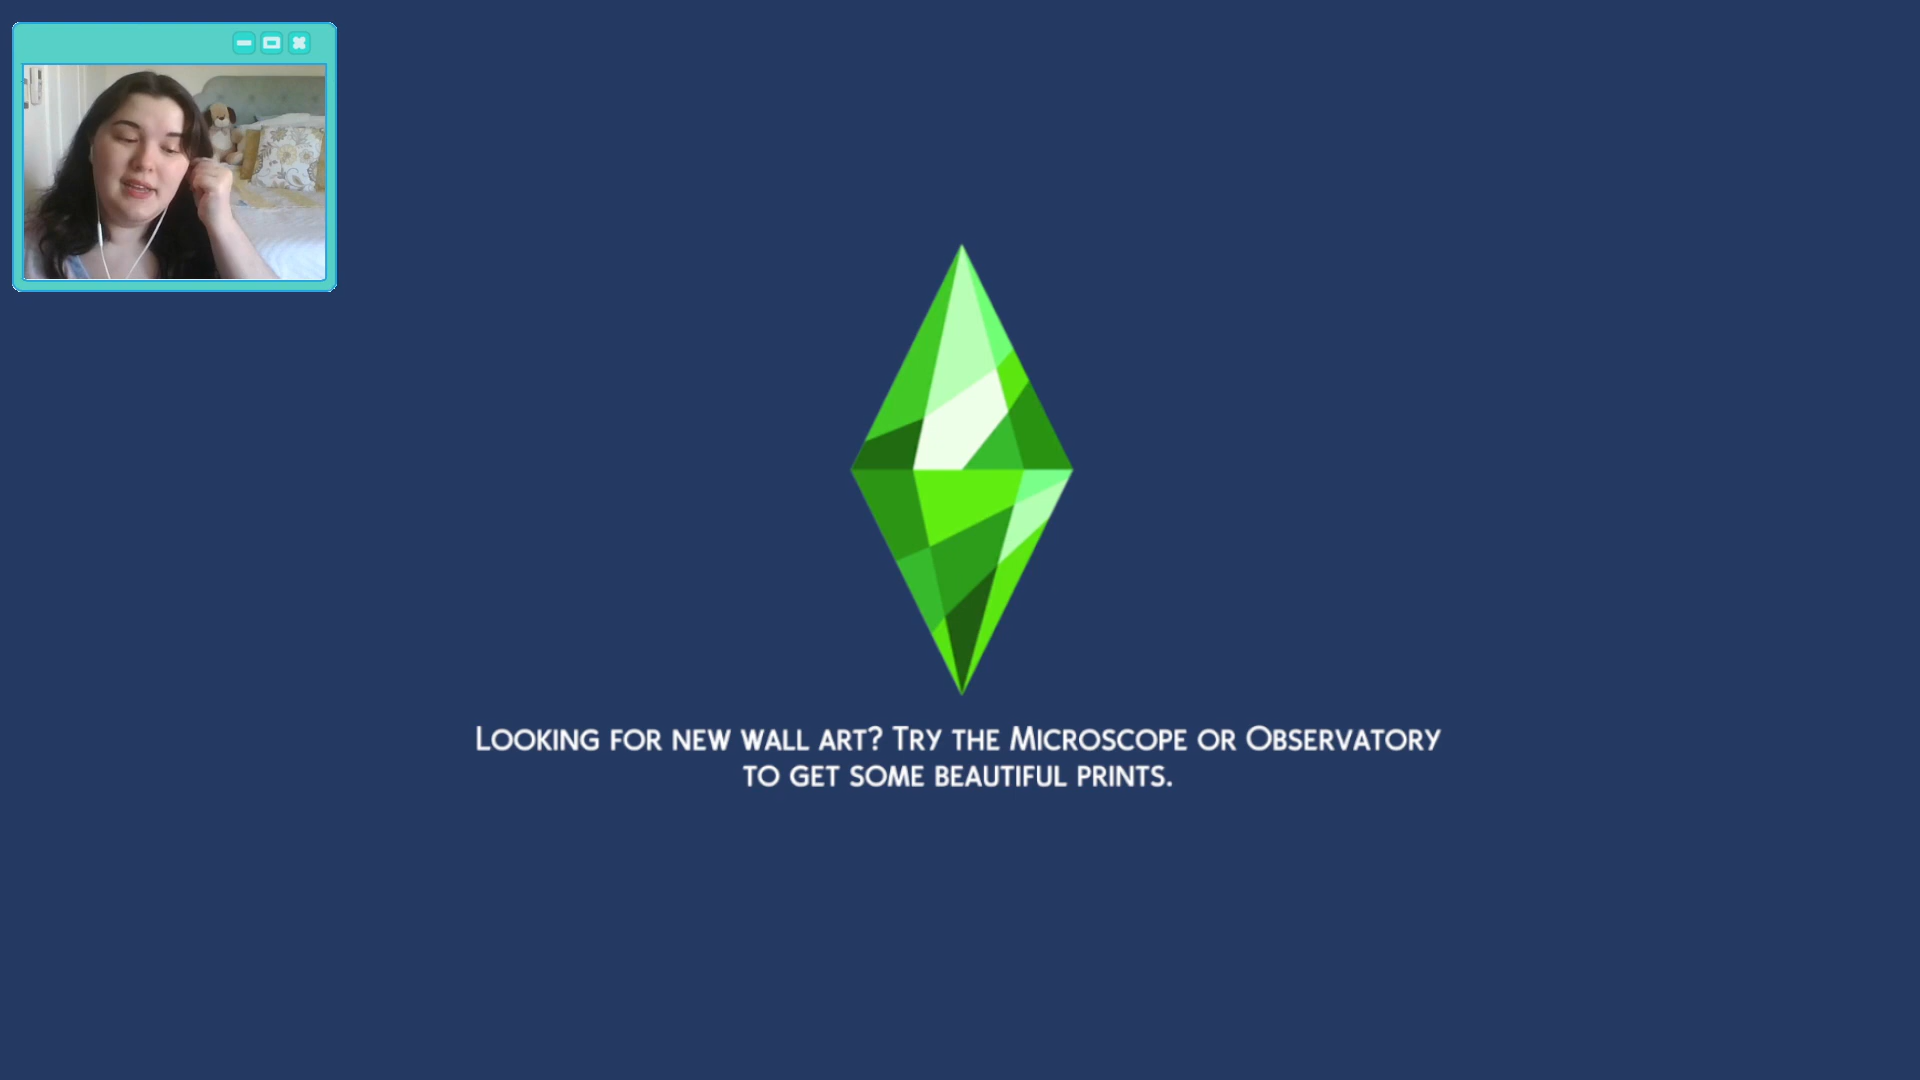 Looking for new wall art? Try the Microscope or Observatory
to get some beautiful prints.